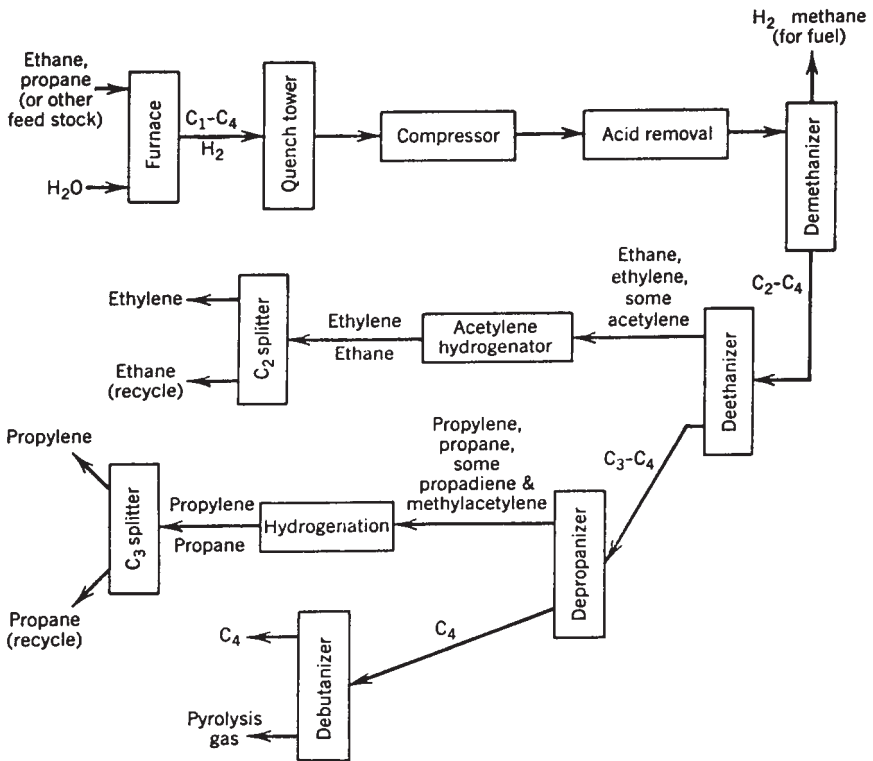 H₂ methane
(for fuel)
Ethane,
propane
(or other
feed stock)
H₂O
Furnace
C₁–C₄
H₂
Quench tower
Compressor
Acid removal
Demethanizer
C₂–C₄
Deethanizer
Ethane,
ethylene,
some
acetylene
Acetylene
hydrogenator
Ethylene
Ethane
C₂ splitter
Ethylene
Ethane
(recycle)
C₃–C₄
Depropanizer
Propylene,
propane,
some
propadiene &
methylacetylene
Hydrogenation
Propylene
Propane
C₃ splitter
Propylene
Propane
(recycle)
C₄
Debutanizer
C₄
Pyrolysis
gas